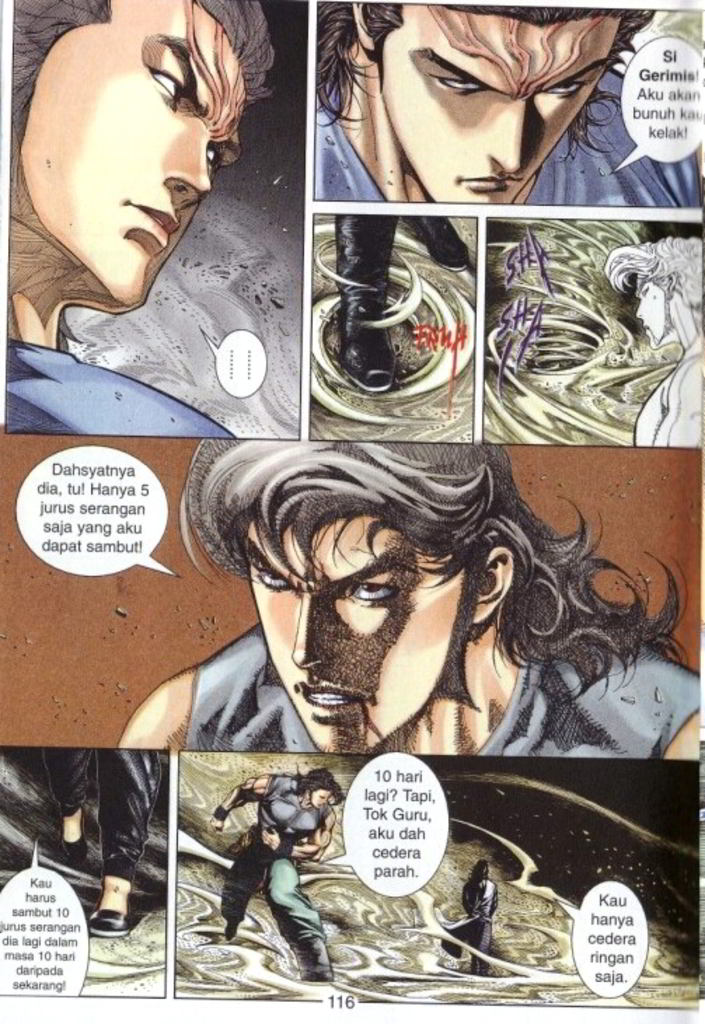 .......
.......
Si
Gerimis!
Aku akan
bunuh kau
kelak!
SHA
SHA
Dahsyatnya
dia, tu! Hanya 5
jurus serangan
saja yang aku
dapat sambut!
Kau
harus
sambut 10
jurus serangan
dia lagi dalam
masa 10 hari
daripada
sekarang!
10 hari
lagi? Tapi,
Tok Guru,
aku dah
cedera
parah.
Kau
hanya
cedera
ringan
saja.
116